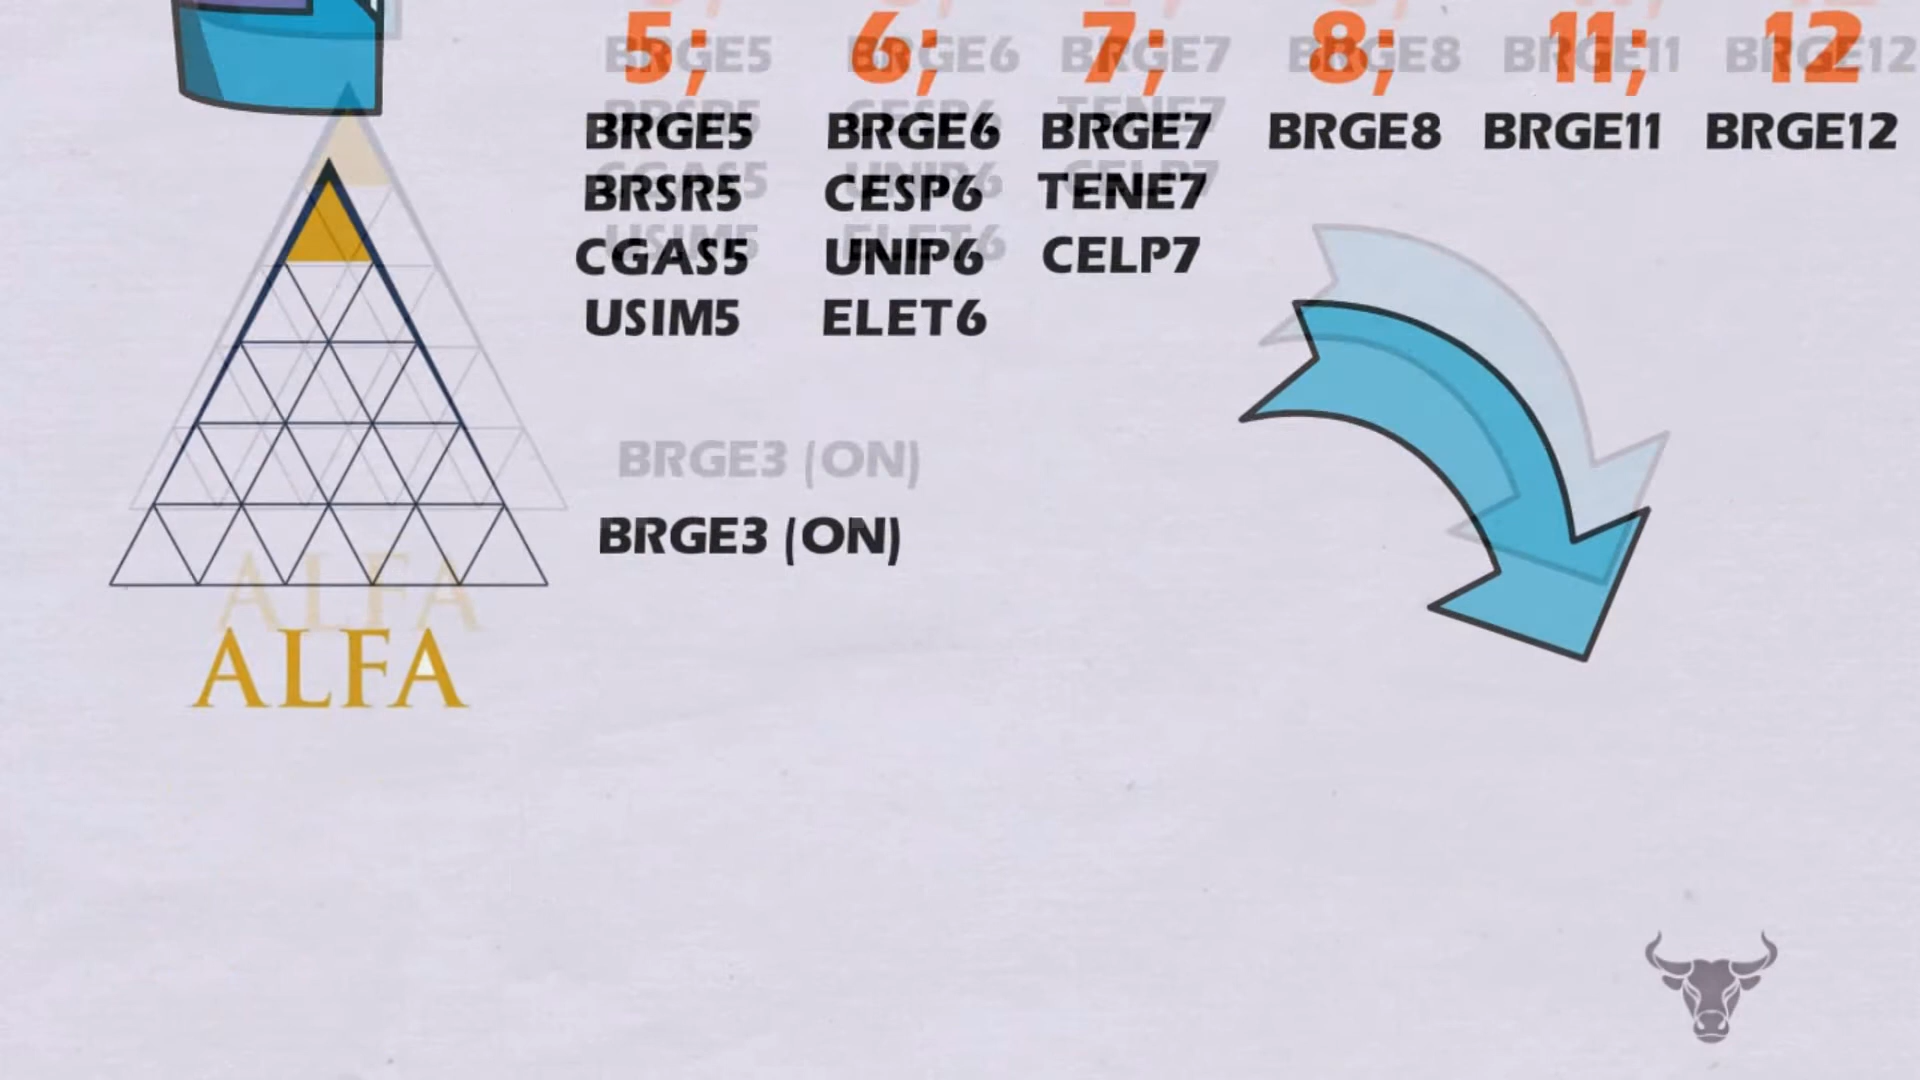 5; 6; 7; 8; 11; 12
BRGE5 BRGE6 BRGE7 BRGE8 BRGE11 BRGE12
BRSR5 CESP6 TENE7
CGAS5 UNIP6 CELP7
USIM5 ELET6
BRGE3 (ON)
BRGE3 (ON)
ALFA
ALFA